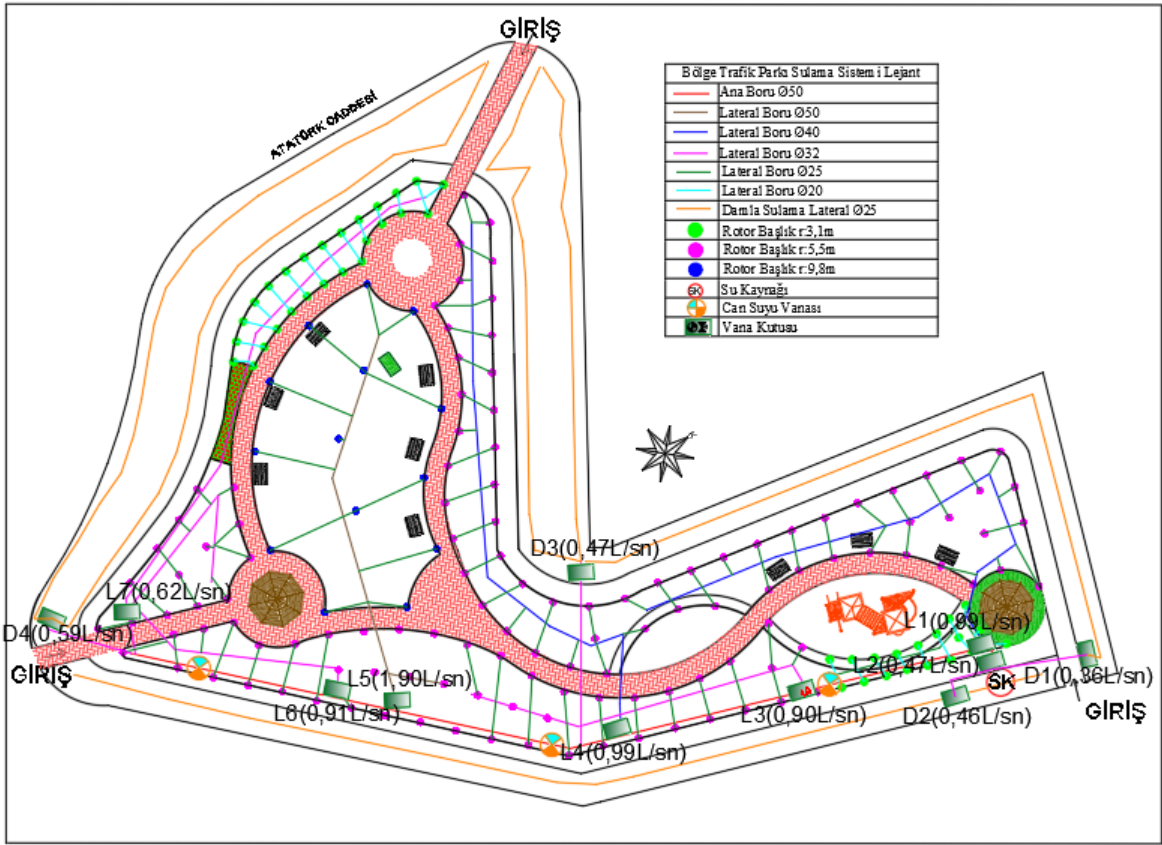 GİRİŞ
ATATÜRK CADDESİ
Bölge Trafik Parkı Sulama Sistemi Lejant
Ana Boru Ø50
Lateral Boru Ø50
Lateral Boru Ø40
Lateral Boru Ø32
Lateral Boru Ø25
Lateral Boru Ø20
Damla Sulama Lateral Ø25
Rotor Başlık r:3,1m
Rotor Başlık r:5,5m
Rotor Başlık r:9,8m
SK Su Kaynağı
Can Suyu Vanası
Vana Kutusu
D3(0,47L/sn)
L7(0,62L/sn)
D4(0,59L/sn)
GİRİŞ
L1(0,99L/sn)
L2(0,47L/sn)
D1(0,36L/sn)
SK
L5(1,90L/sn)
L6(0,91L/sn)
L3(0,90L/sn)
D2(0,46L/sn)
GİRİŞ
L4(0,99L/sn)